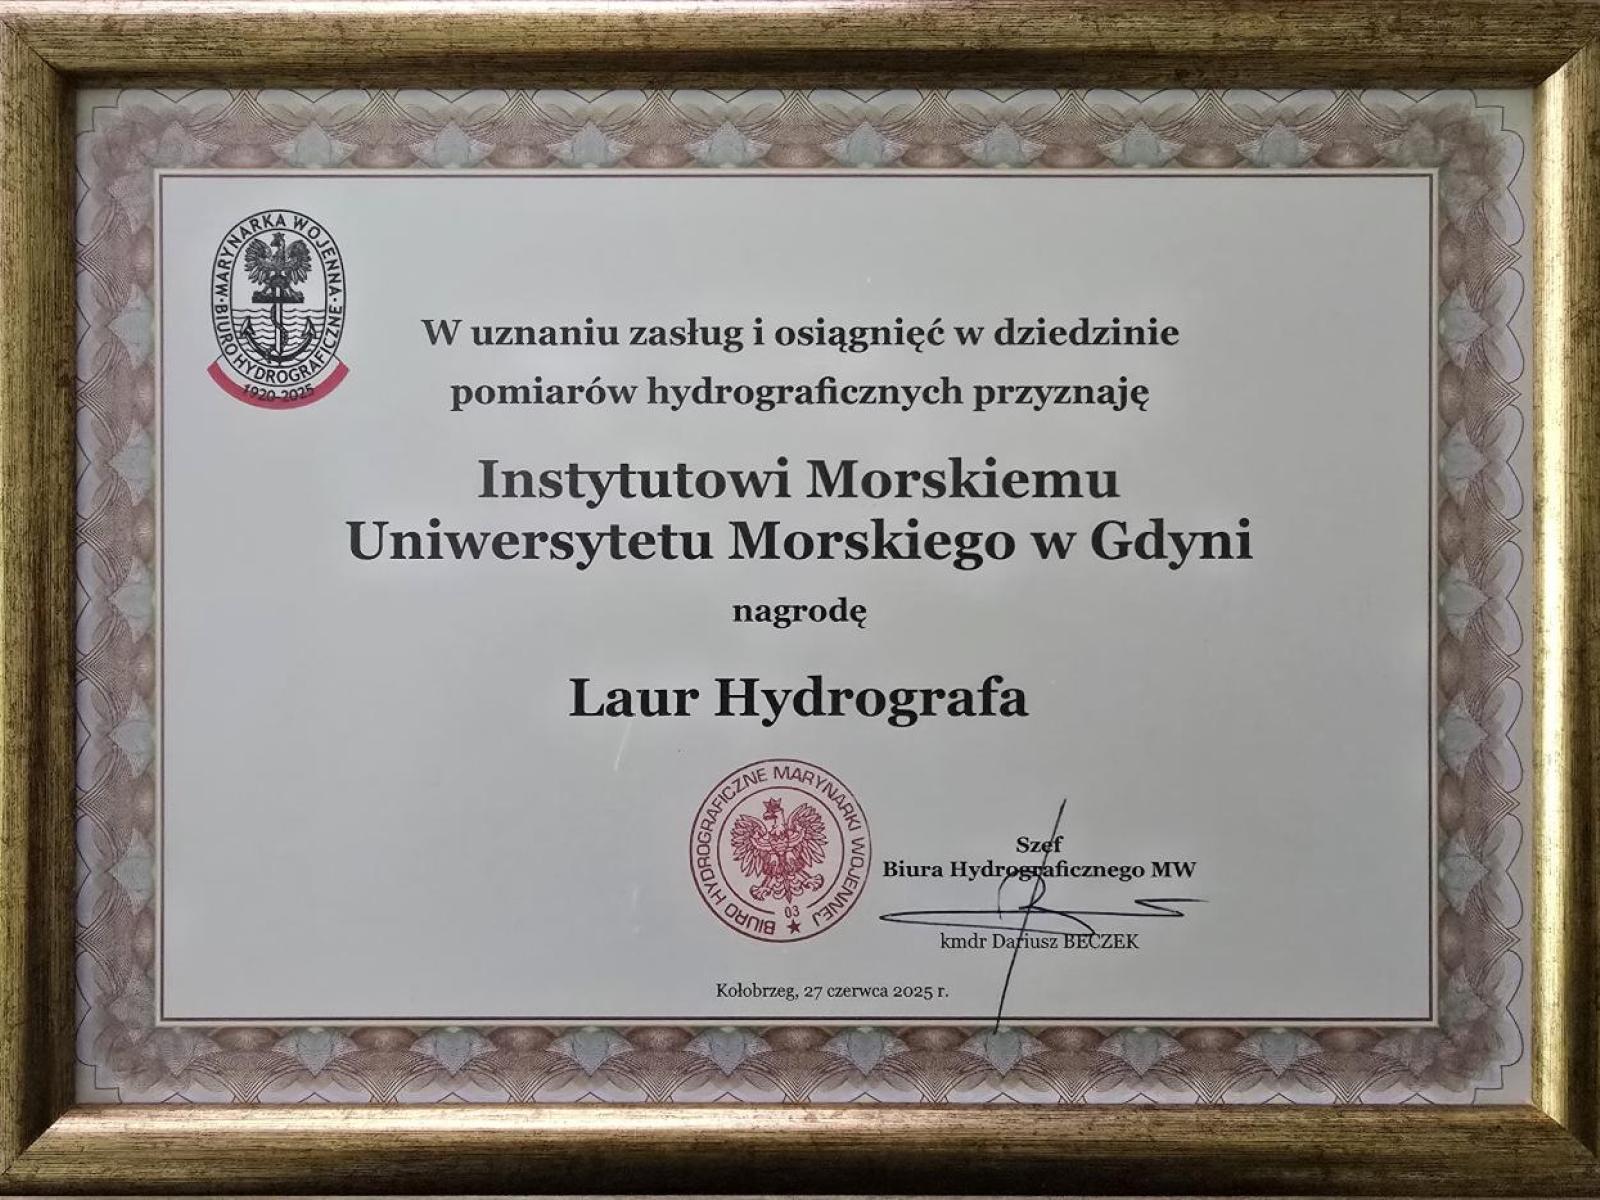 MARYNARKA WOJENNA
BIURO HYDROGRAFICZNE
1920-2025
W uznaniu zasług i osiągnięć w dziedzinie
pomiarów hydrograficznych przyznaję
Instytutowi Morskiemu
Uniwersytetu Morskiego w Gdyni
nagrodę
Laur Hydrografa
BIURO HYDROGRAFICZNE MARYNARKI WOJENNEJ
03
Szef
Biura Hydrograficznego MW
kmdr Dariusz BECZEK
Kołobrzeg, 27 czerwca 2025 r.